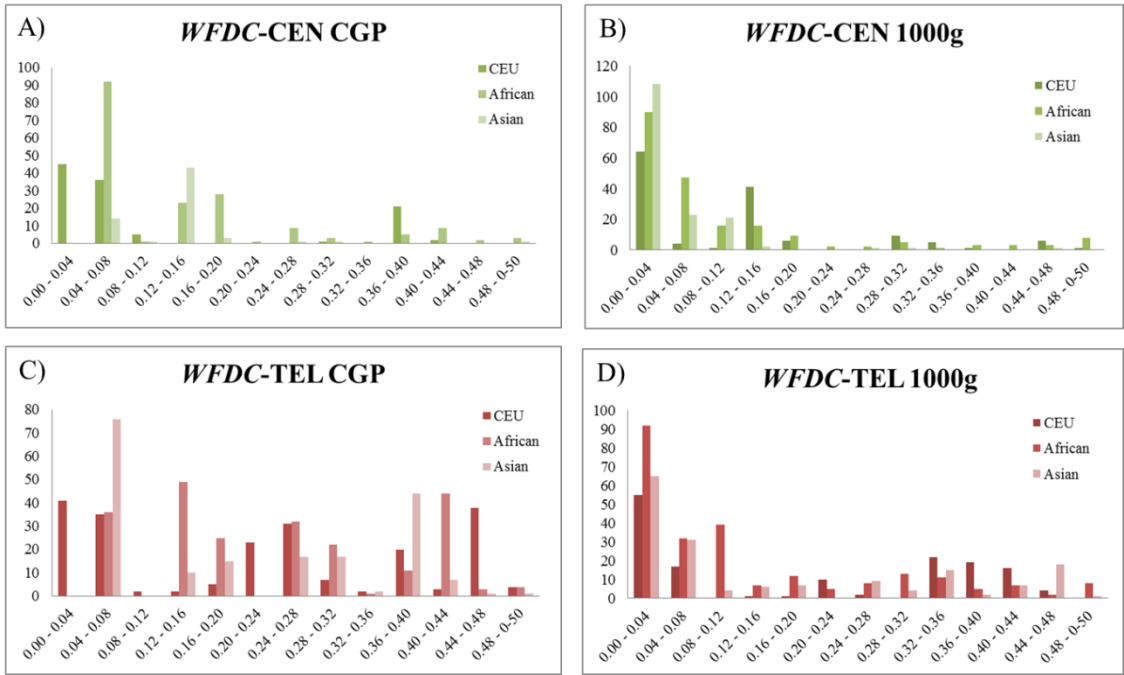 A)
WFDC-CEN CGP
100
90
80
70
60
50
40
30
20
10
0
CEU
African
Asian
0.00 - 0.04
0.04 - 0.08
0.08 - 0.12
0.12 - 0.16
0.16 - 0.20
0.20 - 0.24
0.24 - 0.28
0.28 - 0.32
0.32 - 0.36
0.36 - 0.40
0.40 - 0.44
0.44 - 0.48
0.48 - 0-50
B)
WFDC-CEN 1000g
120
100
80
60
40
20
0
CEU
African
Asian
0.00 - 0.04
0.04 - 0.08
0.08 - 0.12
0.12 - 0.16
0.16 - 0.20
0.20 - 0.24
0.24 - 0.28
0.28 - 0.32
0.32 - 0.36
0.36 - 0.40
0.40 - 0.44
0.44 - 0.48
0.48 - 0-50
C)
WFDC-TEL CGP
80
70
60
50
40
30
20
10
0
CEU
African
Asian
0.00 - 0.04
0.04 - 0.08
0.08 - 0.12
0.12 - 0.16
0.16 - 0.20
0.20 - 0.24
0.24 - 0.28
0.28 - 0.32
0.32 - 0.36
0.36 - 0.40
0.40 - 0.44
0.44 - 0.48
0.48 - 0-50
D)
WFDC-TEL 1000g
100
90
80
70
60
50
40
30
20
10
0
CEU
African
Asian
0.00 - 0.04
0.04 - 0.08
0.08 - 0.12
0.12 - 0.16
0.16 - 0.20
0.20 - 0.24
0.24 - 0.28
0.28 - 0.32
0.32 - 0.36
0.36 - 0.40
0.40 - 0.44
0.44 - 0.48
0.48 - 0-50